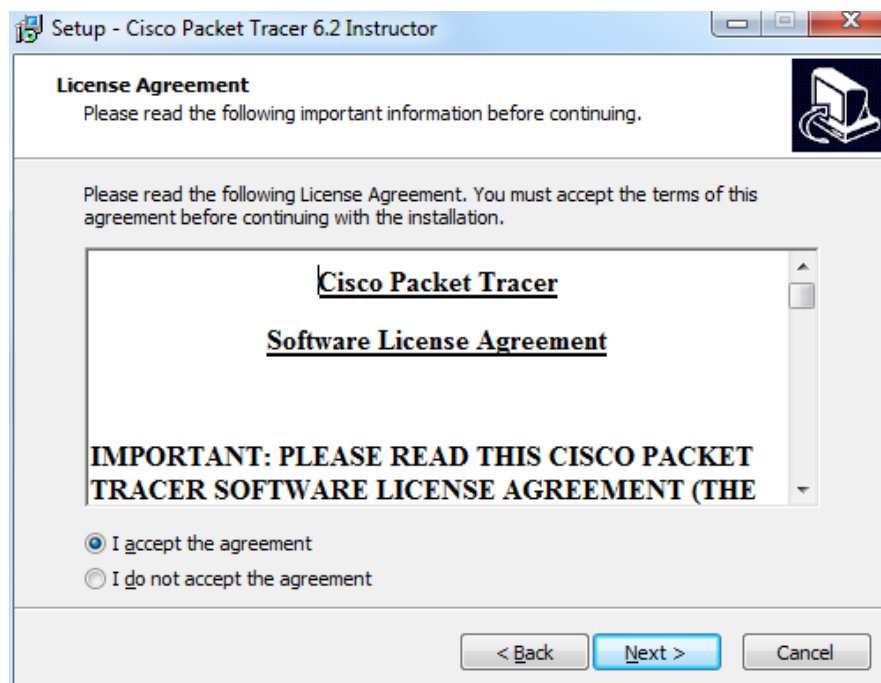 Setup - Cisco Packet Tracer 6.2 Instructor
License Agreement
Please read the following important information before continuing.
Please read the following License Agreement. You must accept the terms of this
agreement before continuing with the installation.
Cisco Packet Tracer
Software License Agreement
IMPORTANT: PLEASE READ THIS CISCO PACKET
TRACER SOFTWARE LICENSE AGREEMENT (THE
I accept the agreement
I do not accept the agreement
< Back Next > Cancel